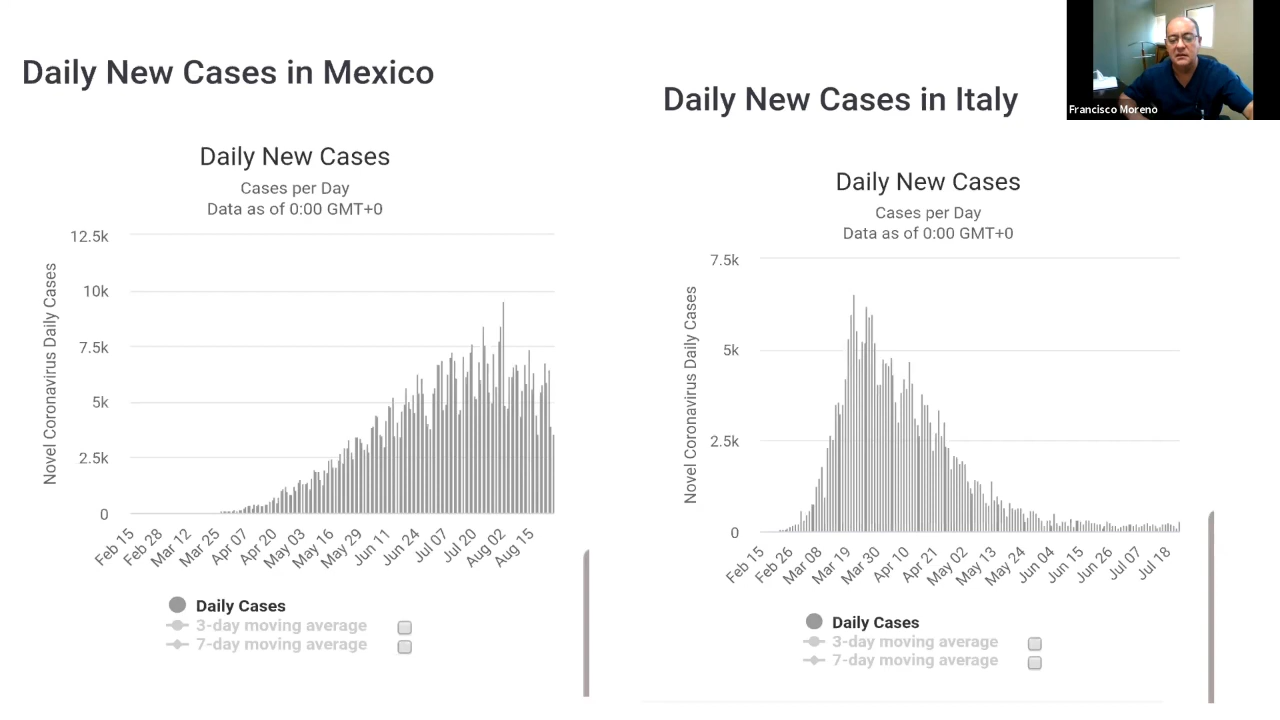 Daily New Cases in Mexico
Daily New Cases
Cases per Day
Data as of 0:00 GMT+0
Novel Coronavirus Daily Cases
12.5k
10k
7.5k
5k
2.5k
0
Feb 15
Feb 28
Mar 12
Mar 25
Apr 07
Apr 20
May 03
May 16
May 29
Jun 11
Jun 24
Jul 07
Jul 20
Aug 02
Aug 15
Daily Cases
3-day moving average
7-day moving average
Daily New Cases in Italy
Daily New Cases
Cases per Day
Data as of 0:00 GMT+0
Novel Coronavirus Daily Cases
7.5k
5k
2.5k
0
Feb 15
Feb 26
Mar 08
Mar 19
Mar 30
Apr 10
Apr 21
May 02
May 13
May 24
Jun 04
Jun 15
Jun 26
Jul 07
Jul 18
Daily Cases
3-day moving average
7-day moving average
Francisco Moreno